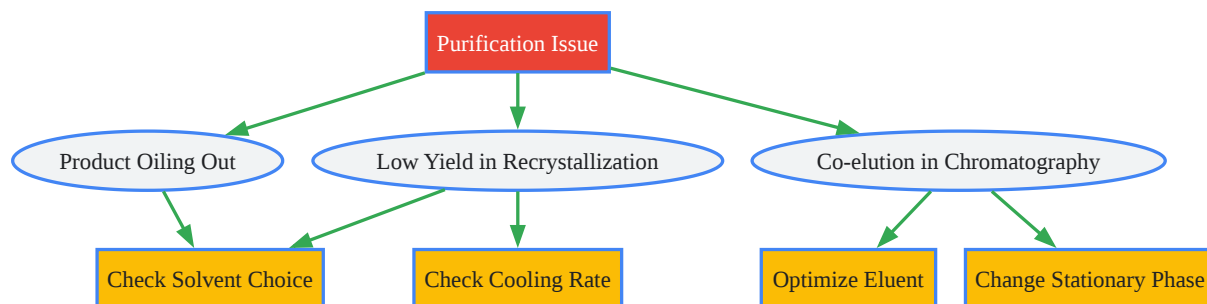 Purification Issue
Product Oiling Out
Low Yield in Recrystallization
Co-elution in Chromatography
Check Solvent Choice
Check Cooling Rate
Optimize Eluent
Change Stationary Phase